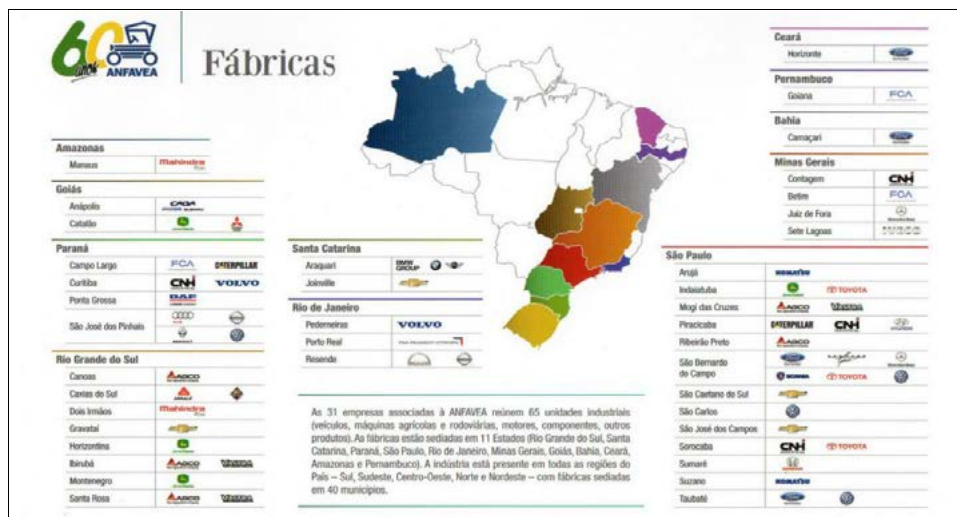 60 anos ANFAVEA
Fábricas
Amazonas
Manaus Mahindra
Goiás
Anápolis CAOA
Catalão
Paraná
Campo Largo FCA CATERPILLAR
Curitiba CNH VOLVO
Ponta Grossa DAF
São José dos Pinhais
Rio Grande do Sul
Canoas AGCO
Caxias do Sul
Dois Irmãos Mahindra
Gravataí
Horizontina
Ibirubá AGCO
Montenegro
Santa Rosa AGCO
Santa Catarina
Araquari BMW GROUP
Joinville
Rio de Janeiro
Pederneiras VOLVO
Porto Real
Resende
As 31 empresas associadas à ANFAVEA reúnem 65 unidades industriais
(veículos, máquinas agrícolas e rodoviárias, motores, componentes, outros
produtos). As fábricas estão sediadas em 11 Estados (Rio Grande do Sul, Santa
Catarina, Paraná, São Paulo, Rio de Janeiro, Minas Gerais, Goiás, Bahia, Ceará,
Amazonas e Pernambuco). A indústria está presente em todas as regiões do
País – Sul, Sudeste, Centro-Oeste, Norte e Nordeste – com fábricas sediadas
em 40 municípios.
Ceará
Horizonte Ford
Pernambuco
Goiana FCA
Bahia
Camaçari Ford
Minas Gerais
Contagem CNH
Betim FCA
Juiz de Fora
Sete Lagoas IVECO
São Paulo
Arujá KOMATSU
Indaiatuba TOYOTA
Mogi das Cruzes AGCO VALTRA
Piracicaba CATERPILLAR CNH
Ribeirão Preto AGCO
São Bernardo do Campo Ford
SCANIA TOYOTA
São Caetano do Sul
São Carlos
São José dos Campos
Sorocaba CNH TOYOTA
Sumaré
Suzano KOMATSU
Taubaté Ford